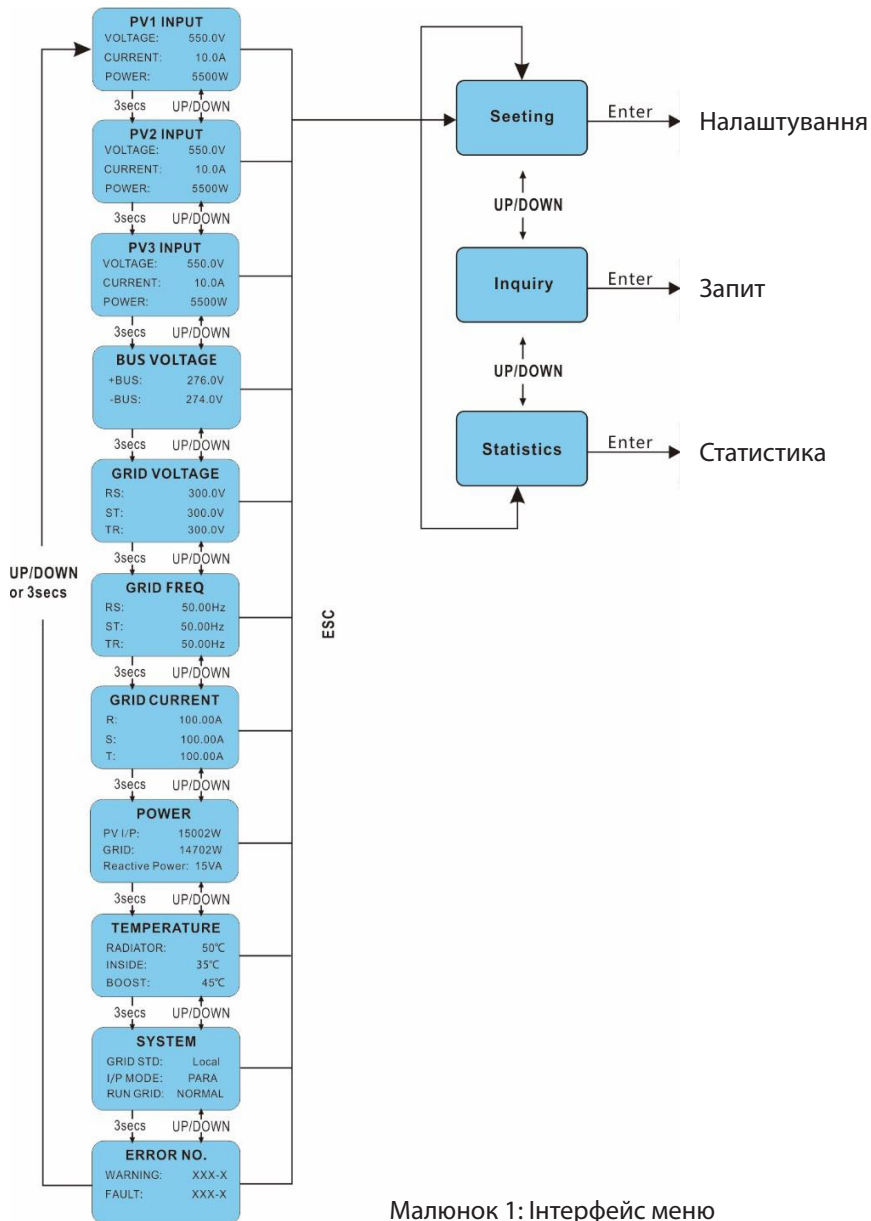 PV1 INPUT
VOLTAGE: 550.0V
CURRENT: 10.0A
POWER: 5500W
3secs UP/DOWN
PV2 INPUT
VOLTAGE: 550.0V
CURRENT: 10.0A
POWER: 5500W
3secs UP/DOWN
PV3 INPUT
VOLTAGE: 550.0V
CURRENT: 10.0A
POWER: 5500W
3secs UP/DOWN
BUS VOLTAGE
+BUS: 276.0V
-BUS: 274.0V
3secs UP/DOWN
GRID VOLTAGE
RS: 300.0V
ST: 300.0V
TR: 300.0V
3secs UP/DOWN
GRID FREQ
RS: 50.00Hz
ST: 50.00Hz
TR: 50.00Hz
3secs UP/DOWN
GRID CURRENT
R: 100.00A
S: 100.00A
T: 100.00A
3secs UP/DOWN
POWER
PV I/P: 15002W
GRID: 14702W
Reactive Power: 15VA
3secs UP/DOWN
TEMPERATURE
RADIATOR: 50℃
INSIDE: 35℃
BOOST: 45℃
3secs UP/DOWN
SYSTEM
GRID STD: Local
I/P MODE: PARA
RUN GRID: NORMAL
3secs UP/DOWN
ERROR NO.
WARNING: XXX-X
FAULT: XXX-X
UP/DOWN
or 3secs
ESC
Seeting Enter Налаштування
UP/DOWN
Inquiry Enter Запит
UP/DOWN
Statistics Enter Статистика
Малюнок 1: Інтерфейс меню